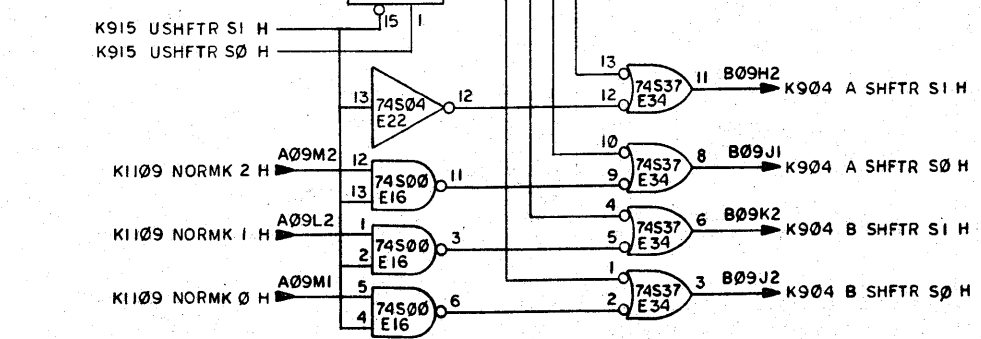 15 1
K915 USHFTR S1 H
K915 USHFTR SØ H
13 11 BØ9H2
74S37 E34
K9Ø4 A SHFTR S1 H
12
13 74SØ4 E22 12
10 8 BØ9J1
74S37 E34
K9Ø4 A SHFTR SØ H
9
AØ9M2 12
K11Ø9 NORMK 2 H
74SØØ E16 11
13
4 6 BØ9K2
74S37 E34
K9Ø4 B SHFTR S1 H
5
AØ9L2 1
K11Ø9 NORMK 1 H
74SØØ E16 3
2
1 3 BØ9J2
74S37 E34
K9Ø4 B SHFTR SØ H
2
AØ9M1 5
K11Ø9 NORMK Ø H
74SØØ E16 6
4